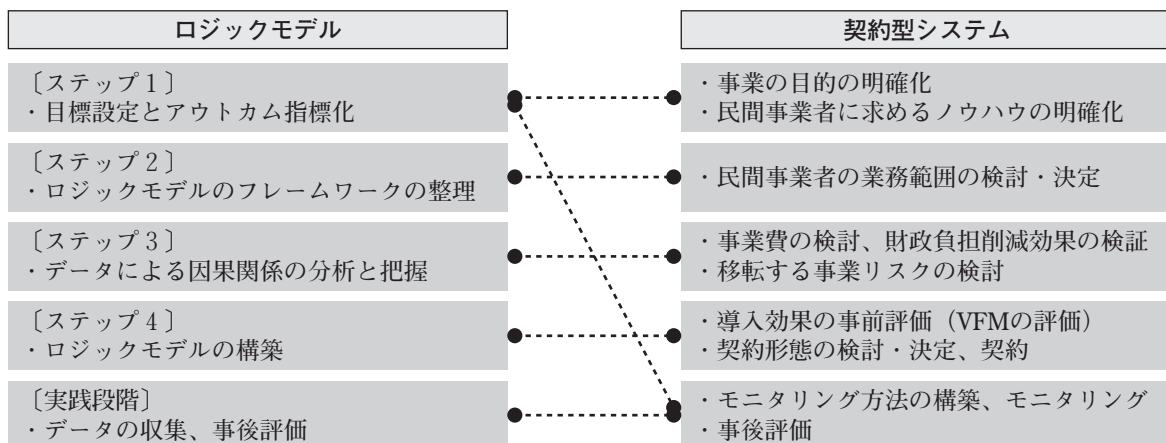 ロジックモデル
〔ステップ1〕
・目標設定とアウトカム指標化
〔ステップ2〕
・ロジックモデルのフレームワークの整理
〔ステップ3〕
・データによる因果関係の分析と把握
〔ステップ4〕
・ロジックモデルの構築
〔実践段階〕
・データの収集、事後評価
契約型システム
・事業の目的の明確化
・民間事業者に求めるノウハウの明確化
・民間事業者の業務範囲の検討・決定
・事業費の検討、財政負担削減効果の検証
・移転する事業リスクの検討
・導入効果の事前評価（VFMの評価）
・契約形態の検討・決定、契約
・モニタリング方法の構築、モニタリング
・事後評価